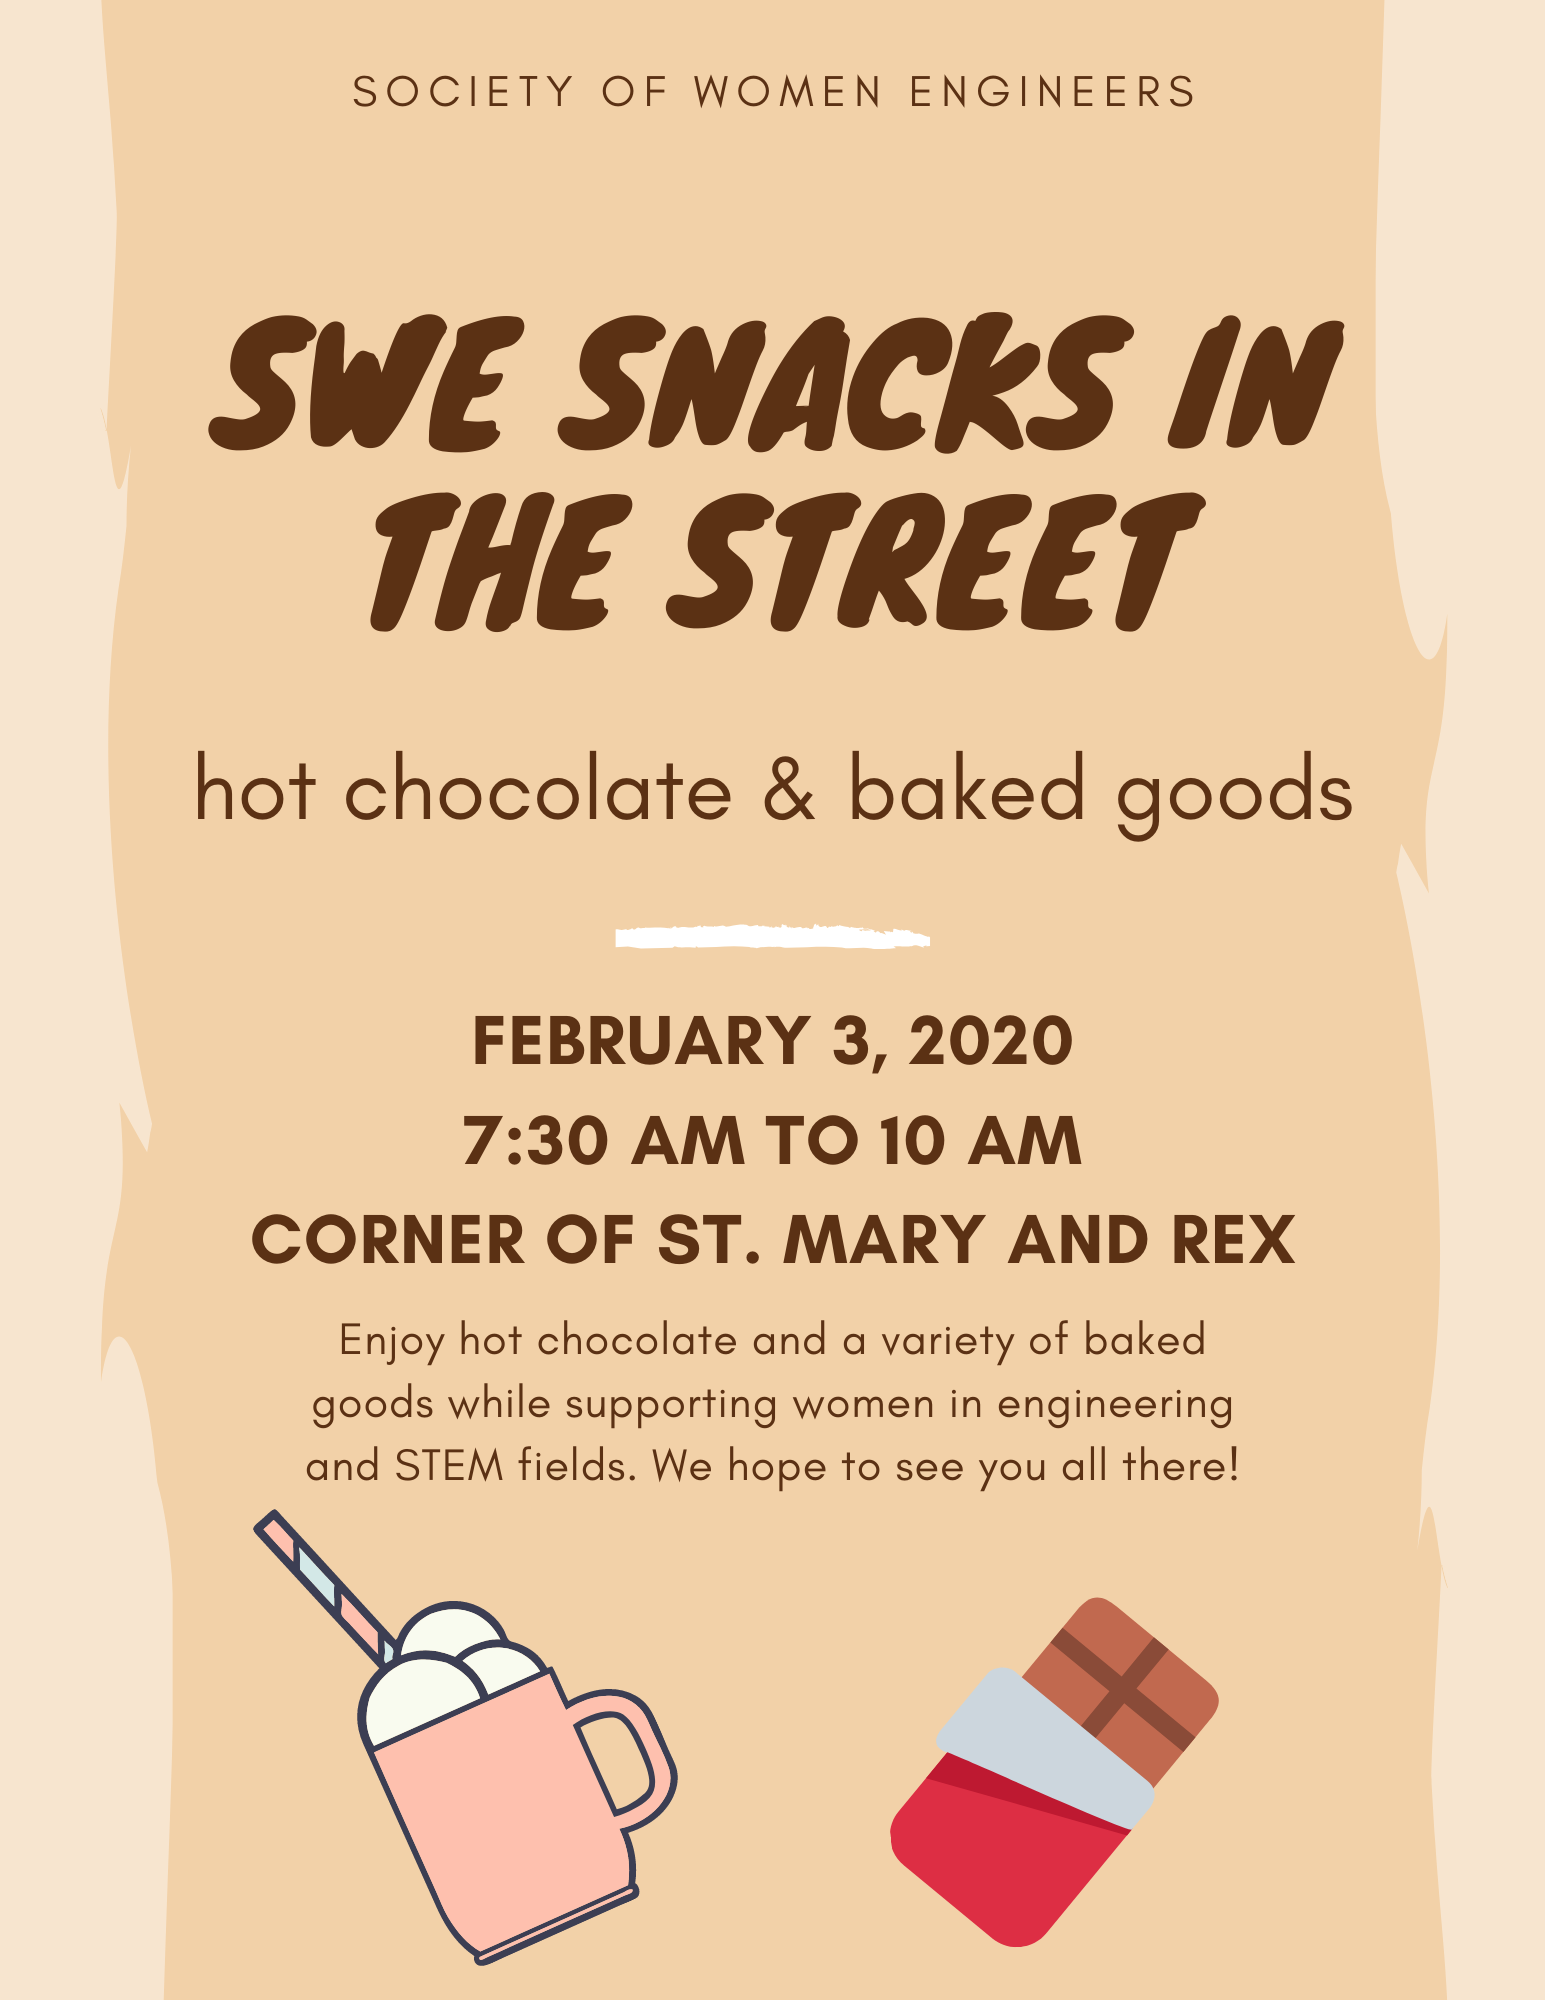 SOCIETY OF WOMEN ENGINEERS
SWE SNACKS IN
THE STREET
hot chocolate & baked goods
FEBRUARY 3, 2020
7:30 AM TO 10 AM
CORNER OF ST. MARY AND REX
Enjoy hot chocolate and a variety of baked
goods while supporting women in engineering
and STEM fields. We hope to see you all there!